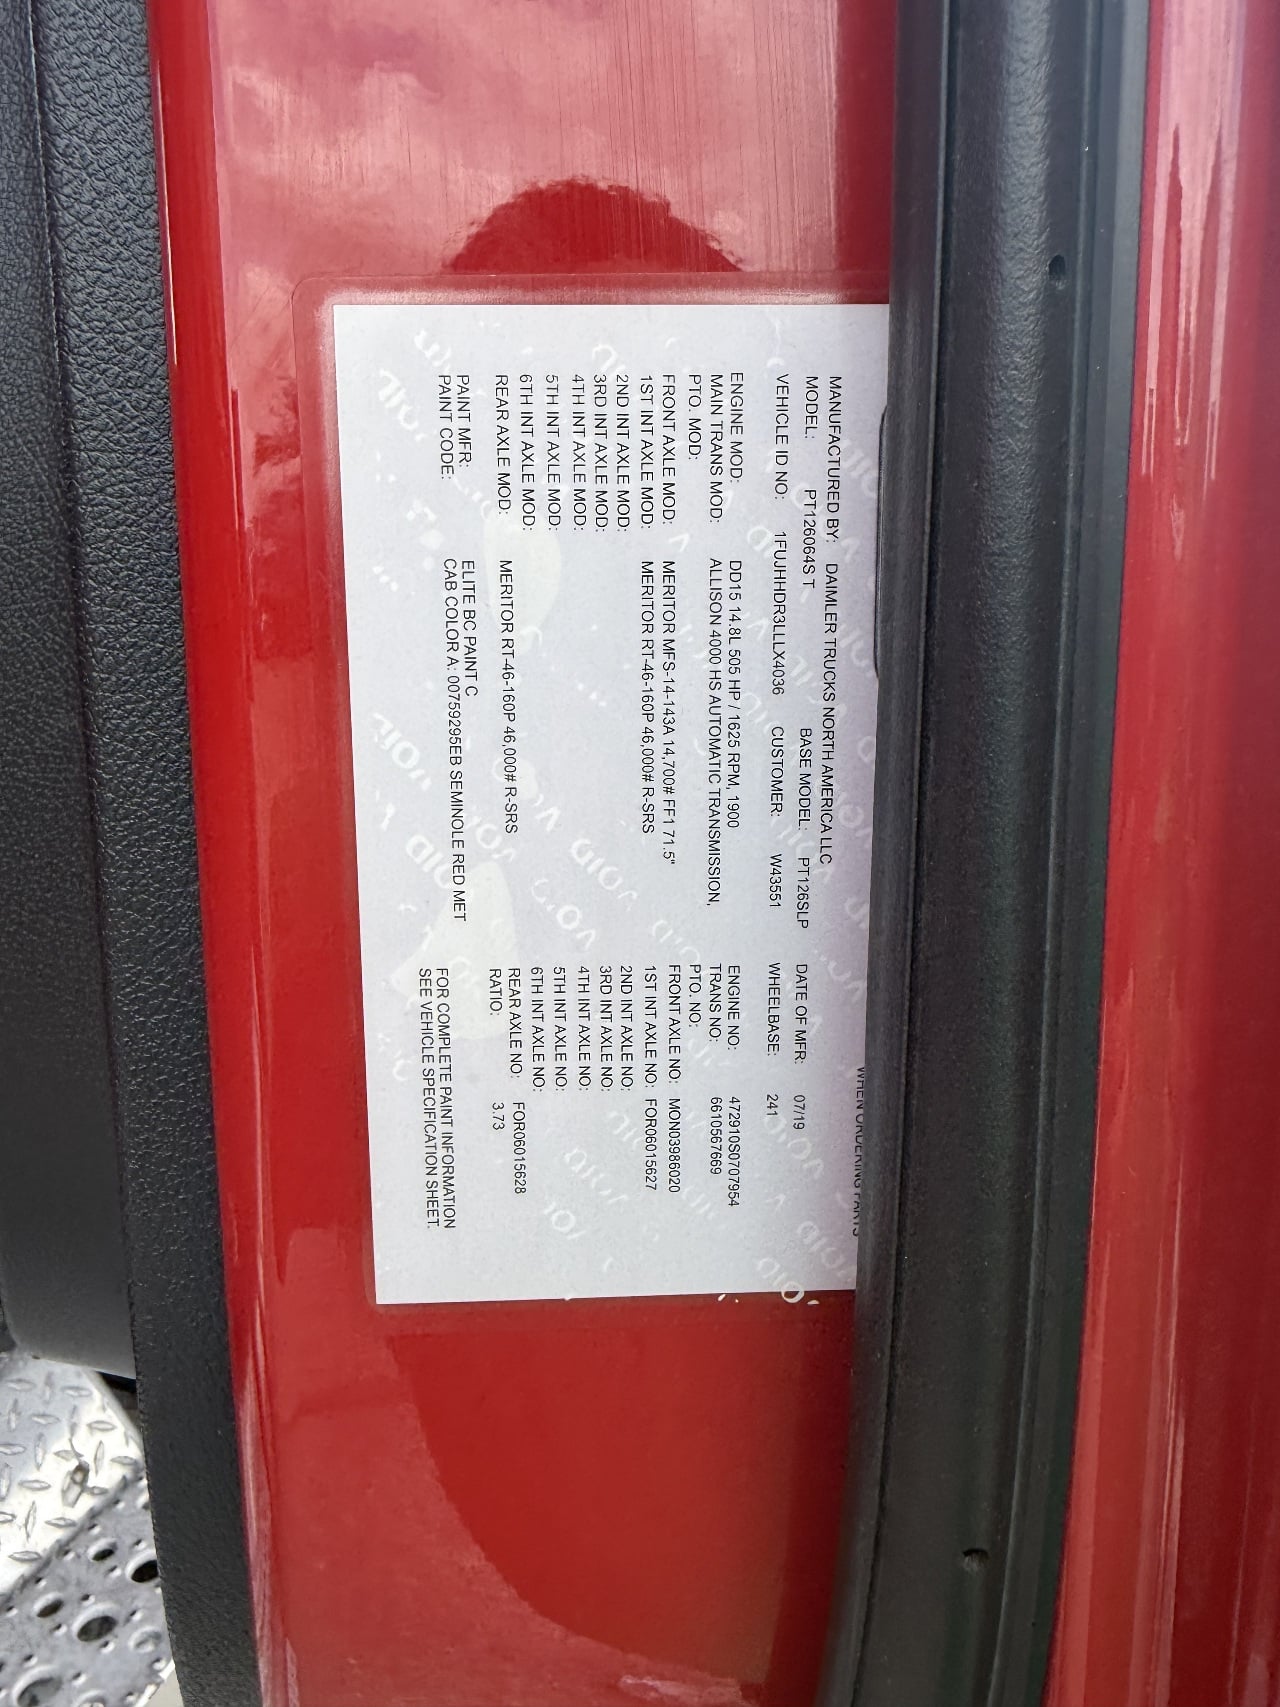 WHEN ORDERING PARTS
MANUFACTURED BY: DAIMLER TRUCKS NORTH AMERICA LLC
MODEL: PT126064S T BASE MODEL: PT126SLP DATE OF MFR: 07/19
VEHICLE ID NO: 1FUJHHDR3LLLX4036 CUSTOMER: W43551 WHEELBASE: 241
ENGINE MOD: DD15 14.8L 505 HP / 1625 RPM, 1900 ENGINE NO: 472910S0707954
MAIN TRANS MOD: ALLISON 4000 HS AUTOMATIC TRANSMISSION, TRANS NO: 6610567669
PTO. MOD: PTO. NO:
FRONT AXLE MOD: MERITOR MFS-14-143A 14,700# FF1 71.5" FRONT AXLE NO: MON03986020
1ST INT AXLE MOD: MERITOR RT-46-160P 46,000# R-SRS 1ST INT AXLE NO: FOR06015627
2ND INT AXLE MOD: 2ND INT AXLE NO:
3RD INT AXLE MOD: 3RD INT AXLE NO:
4TH INT AXLE MOD: 4TH INT AXLE NO:
5TH INT AXLE MOD: 5TH INT AXLE NO:
6TH INT AXLE MOD: 6TH INT AXLE NO:
REAR AXLE MOD: MERITOR RT-46-160P 46,000# R-SRS REAR AXLE NO: FOR06015628
RATIO: 3.73
PAINT MFR: ELITE BC PAINT C FOR COMPLETE PAINT INFORMATION
PAINT CODE: CAB COLOR A: 00759295EB SEMINOLE RED MET SEE VEHICLE SPECIFICATION SHEET.